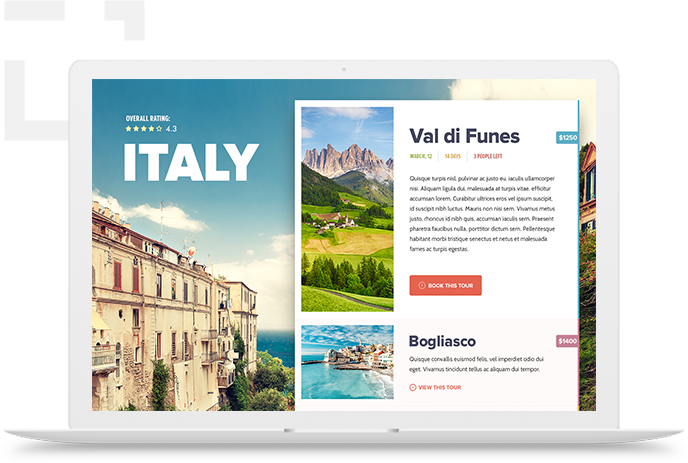 OVERALL RATING:
4.3
ITALY
Val di Funes
$1250
MARCH, 12
14 DAYS
3 PEOPLE LEFT
Quisque turpis nisl, pulvinar ac justo eu, iaculis ullamcorper
nisi. Aliquam ligula dui, malesuada at turpis vitae, efficitur
accumsan lorem. Curabitur ultrices eros vel ipsum suscipit,
id suscipit nibh luctus. Mauris non nisi sem. Vivamus metus
justo, rhoncus id nibh quis, accumsan iaculis sem. Praesent
pharetra faucibus nulla, porttitor dictum sem. Pellentesque
habitant morbi tristique senectus et netus et malesuada
fames ac turpis egestas.
BOOK THIS TOUR
Bogliasco
$1400
Quisque convallis euismod felis, vel imperdiet odio dui
eget. Vivamus tincidunt tellus ac aliquam dui tempor.
VIEW THIS TOUR